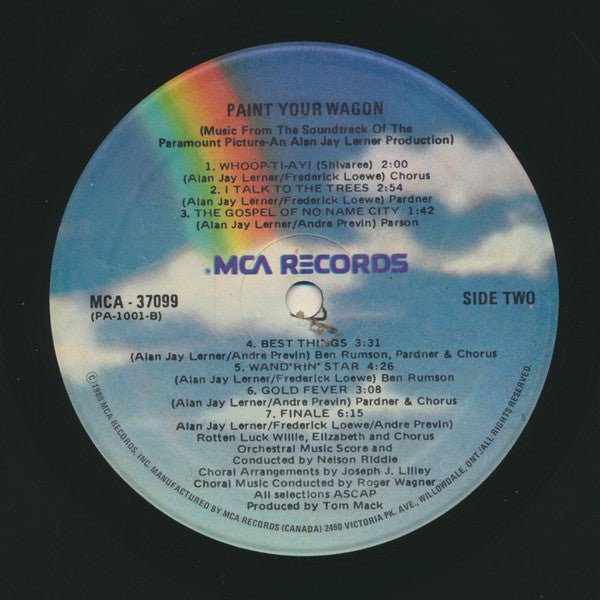 PAINT YOUR WAGON
(Music From The Soundtrack Of The
Paramount Picture-An Alan Jay Lerner Production)
1. WHOOP-TI-AY! (Shivaree) 2:00
(Alan Jay Lerner/Frederick Loewe) Chorus
2. I TALK TO THE TREES 2:54
(Alan Jay Lerner/Frederick Loewe) Pardner
3. THE GOSPEL OF NO NAME CITY 1:42
(Alan Jay Lerner/Andre Previn) Parson
MCA RECORDS
MCA - 37099
(PA-1001-B)
SIDE TWO
4. BEST THINGS 3:31
(Alan Jay Lerner/Andre Previn) Ben Rumson, Pardner & Chorus
5. WAND'RIN' STAR 4:26
(Alan Jay Lerner/Frederick Loewe) Ben Rumson
6. GOLD FEVER 3:08
(Alan Jay Lerner/Andre Previn) Pardner & Chorus
7. FINALE 6:15
Alan Jay Lerner/Frederick Loewe/Andre Previn)
Rotten Luck Willie, Elizabeth and Chorus
Orchestral Music Score and
Conducted by Nelson Riddle
Choral Arrangements by Joseph J. Lilley
Choral Music Conducted by Roger Wagner
All selections ASCAP
Produced by Tom Mack
© 1980 MCA RECORDS, INC. MANUFACTURED BY MCA RECORDS (CANADA) 2450 VICTORIA PK. AVE., WILLOWDALE, ONT./ALL RIGHTS RESERVED.